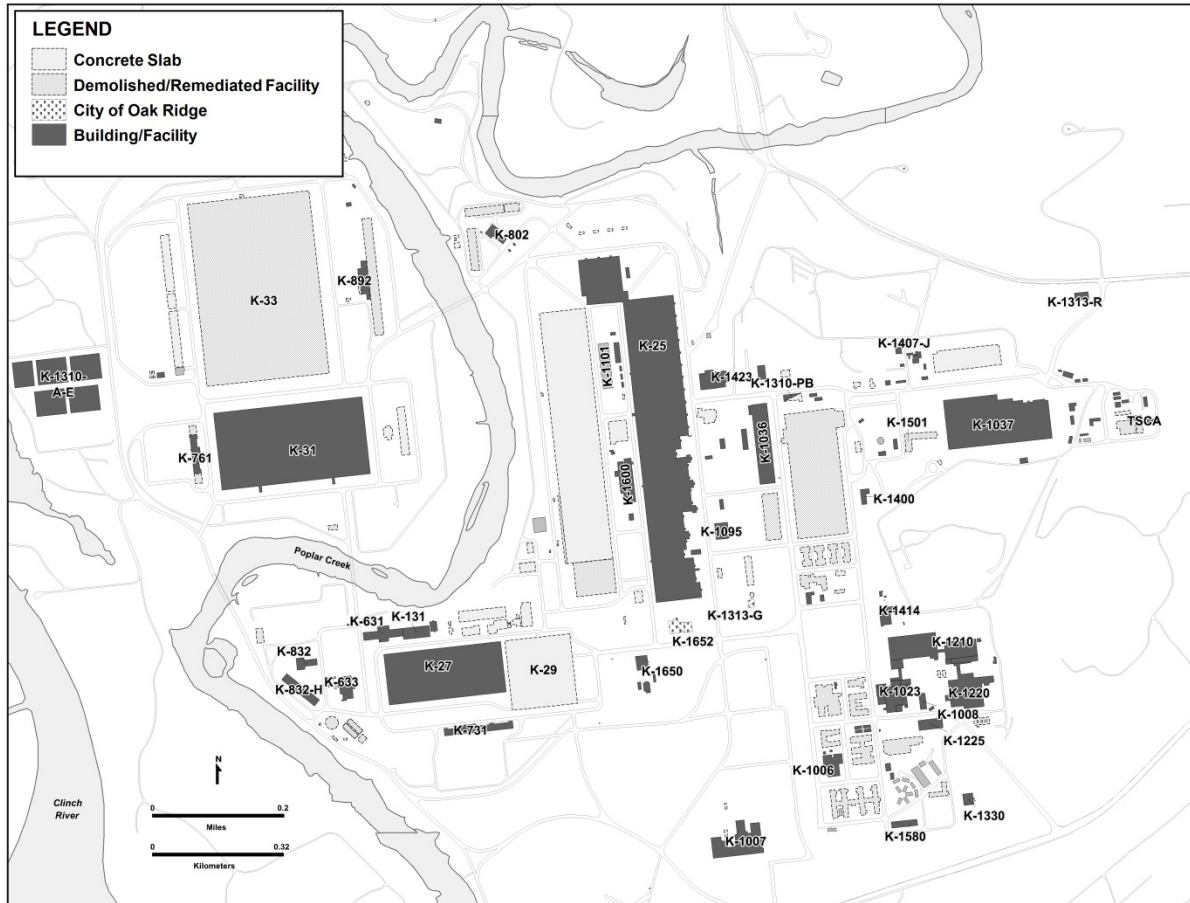 LEGEND
Concrete Slab
Demolished/Remediated Facility
City of Oak Ridge
Building/Facility
K-802
K-892
K-33
K-1313-R
K-25
K-1407-J
K-1101
K-1310-
A-E
K-1423
K-1310-PB
K-1501
K-1037
TSCA
K-1036
K-31
K-761
K-1600
K-1400
K-1095
Poplar Creek
K-1313-G
K-1414
K-631
K-131
K-1652
K-1210
K-832
K-27
K-29
K-1650
K-633
K-832-H
K-1023
K-1220
K-1008
K-731
K-1225
N
K-1006
0
0.2
Miles
Clinch
River
K-1330
K-1580
K-1007
0
0.32
Kilometers